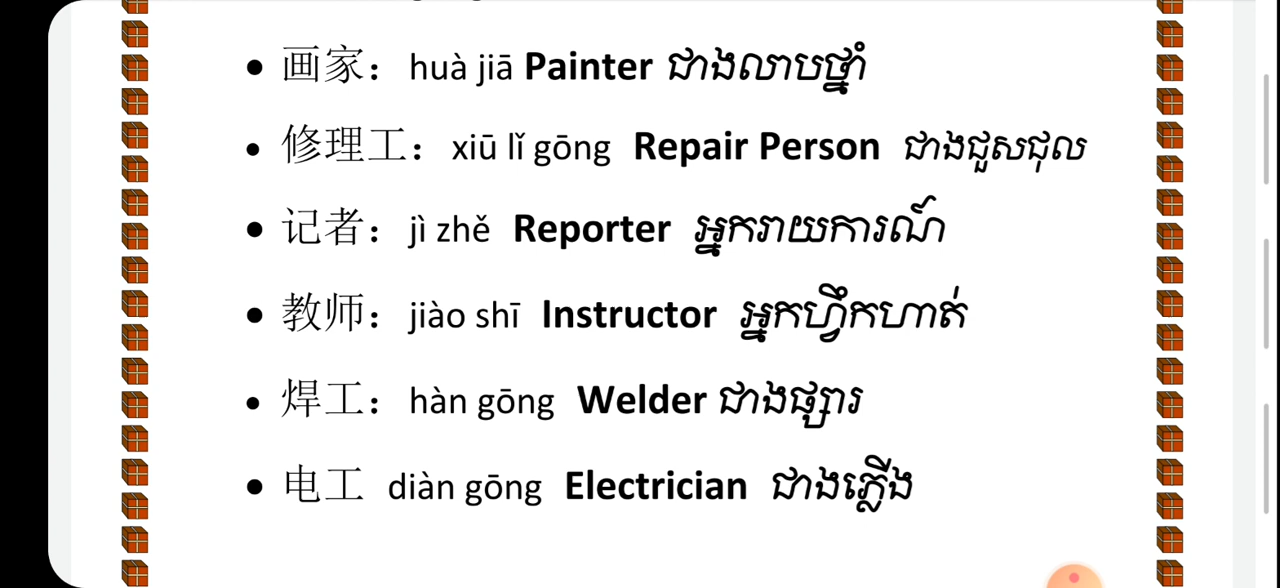 • 画家： huà jiā Painter ជាងលាបថ្នាំ
• 修理工： xiū lǐ gōng Repair Person ជាងជួសជុល
• 记者： jì zhě Reporter អ្នករាយការណ៍
• 教师： jiào shī Instructor អ្នកហ្វឹកហាត់
• 焊工： hàn gōng Welder ជាងផ្សារ
• 电工 diàn gōng Electrician ជាងភ្លើង